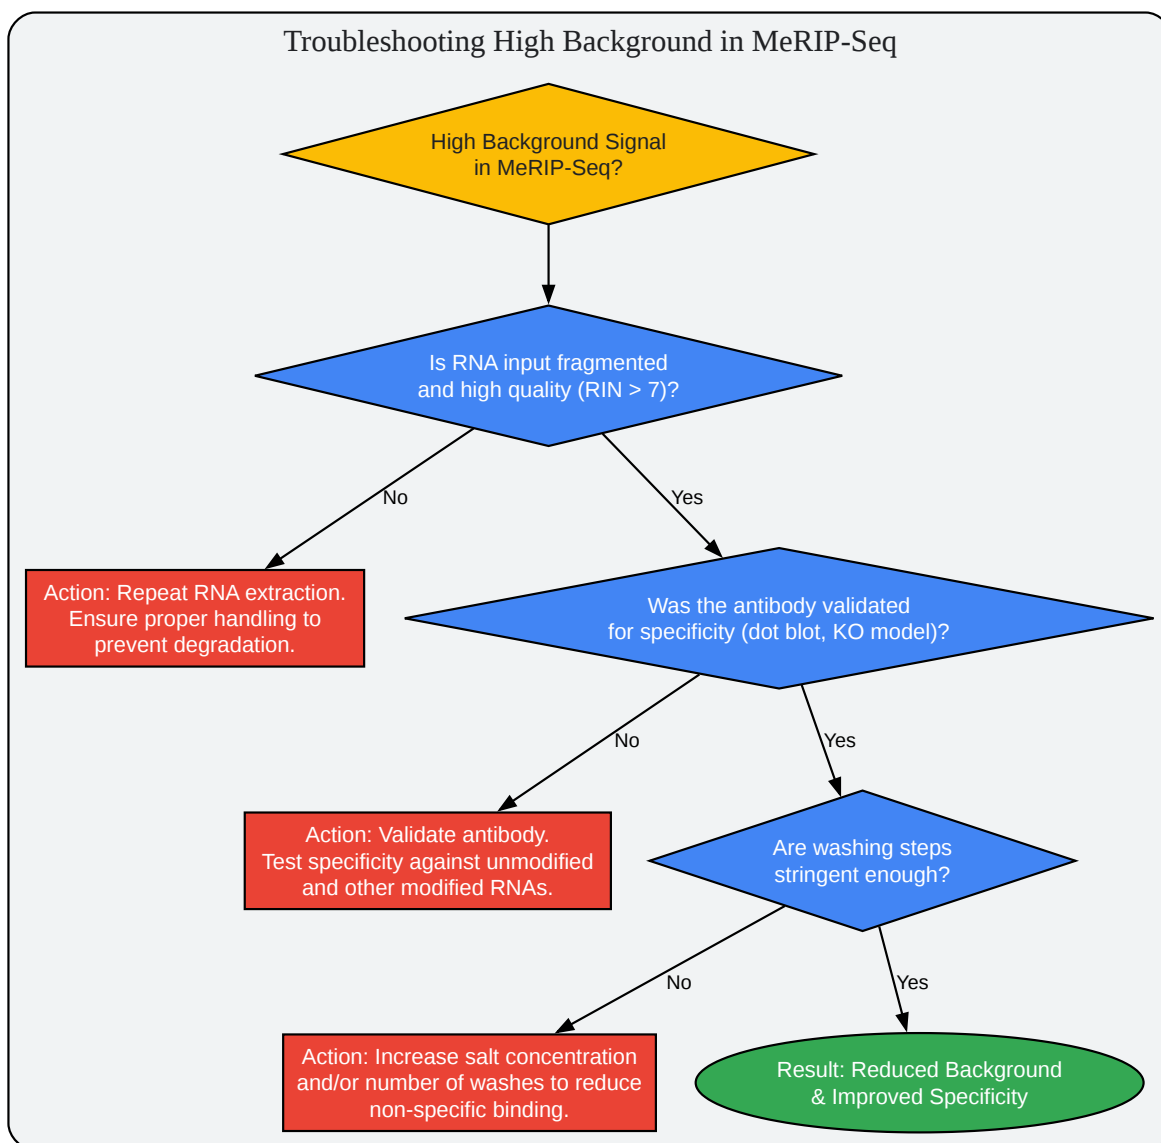 Troubleshooting High Background in MeRIP-Seq
High Background Signal
in MeRIP-Seq?
Is RNA input fragmented
and high quality (RIN > 7)?
No
Yes
Action: Repeat RNA extraction.
Ensure proper handling to
prevent degradation.
Was the antibody validated
for specificity (dot blot, KO model)?
No
Yes
Action: Validate antibody.
Test specificity against unmodified
and other modified RNAs.
Are washing steps
stringent enough?
No
Yes
Action: Increase salt concentration
and/or number of washes to reduce
non-specific binding.
Result: Reduced Background
& Improved Specificity